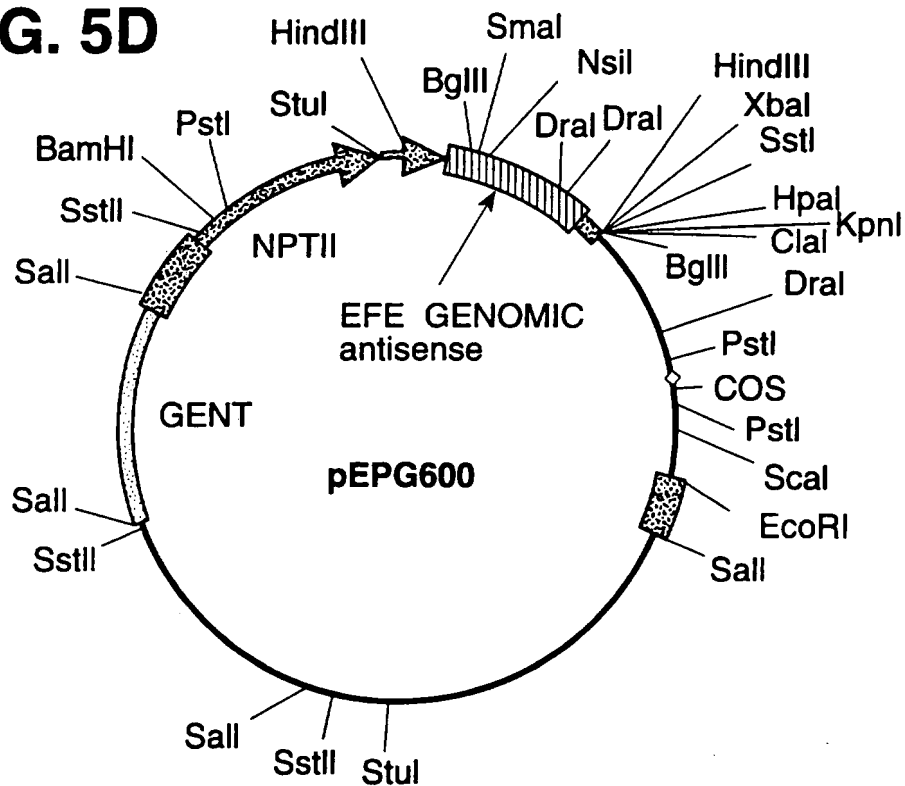 G. 5D
HindIII
SmaI
NsiI
BglII
StuI
DraI
DraI
HindIII
XbaI
SstI
HpaI
KpnI
ClaI
BglII
DraI
PstI
COS
PstI
ScaI
EcoRI
SalI
StuI
SstII
SalI
SstII
SalI
GENT
SalI
SstII
BamHI
PstI
NPTII
EFE GENOMIC
antisense
pEPG600